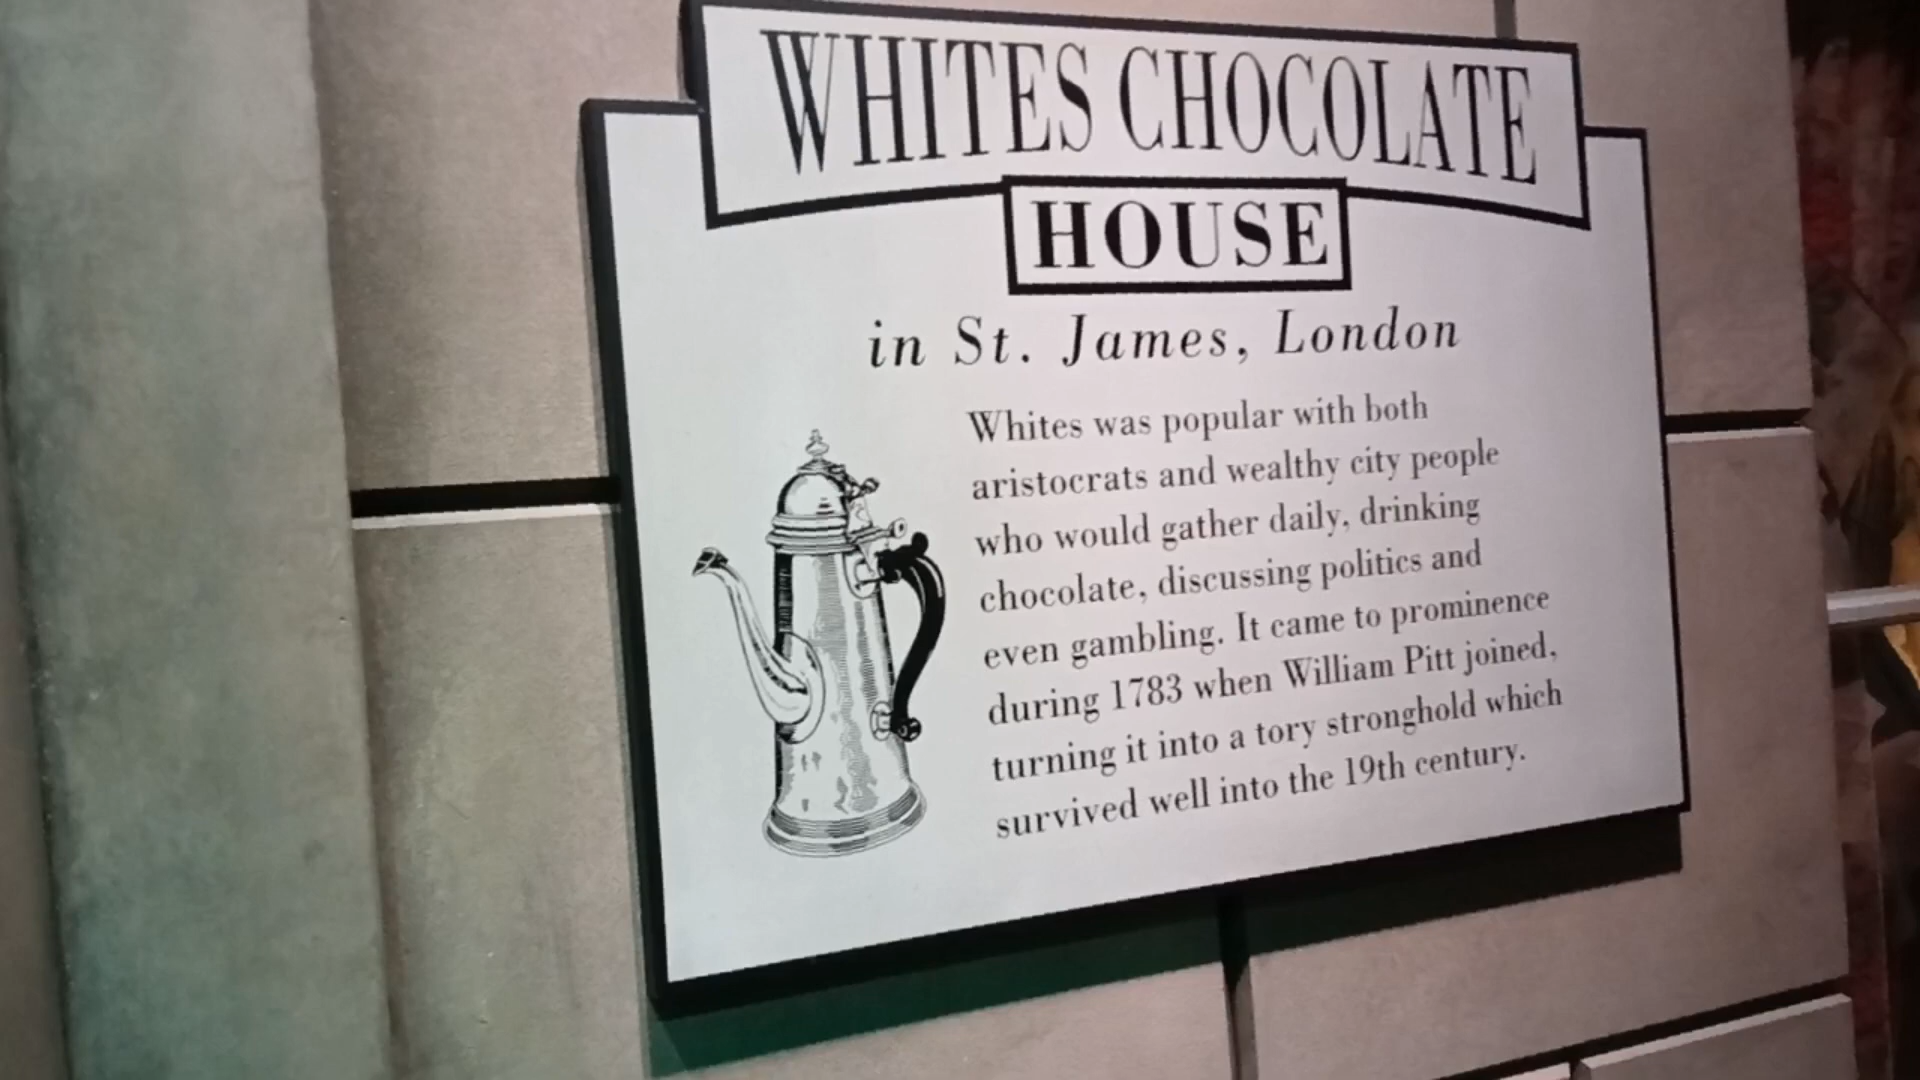 WHITES CHOCOLATE
HOUSE
in St. James, London
Whites was popular with both
aristocrats and wealthy city people
who would gather daily, drinking
chocolate, discussing politics and
even gambling. It came to prominence
during 1783 when William Pitt joined,
turning it into a tory stronghold which
survived well into the 19th century.